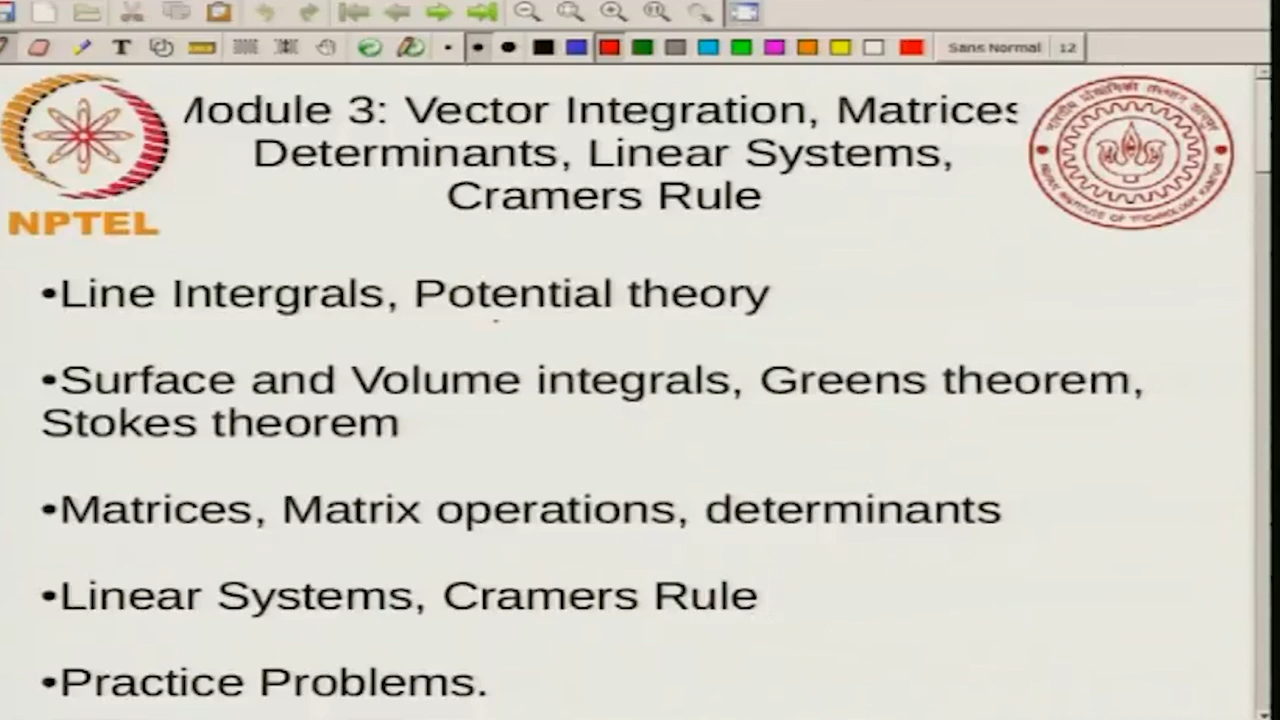 Sans Normal 12
Module 3: Vector Integration, Matrices
Determinants, Linear Systems,
Cramers Rule
NPTEL
•Line Intergrals, Potential theory
•Surface and Volume integrals, Greens theorem,
Stokes theorem
•Matrices, Matrix operations, determinants
•Linear Systems, Cramers Rule
•Practice Problems.